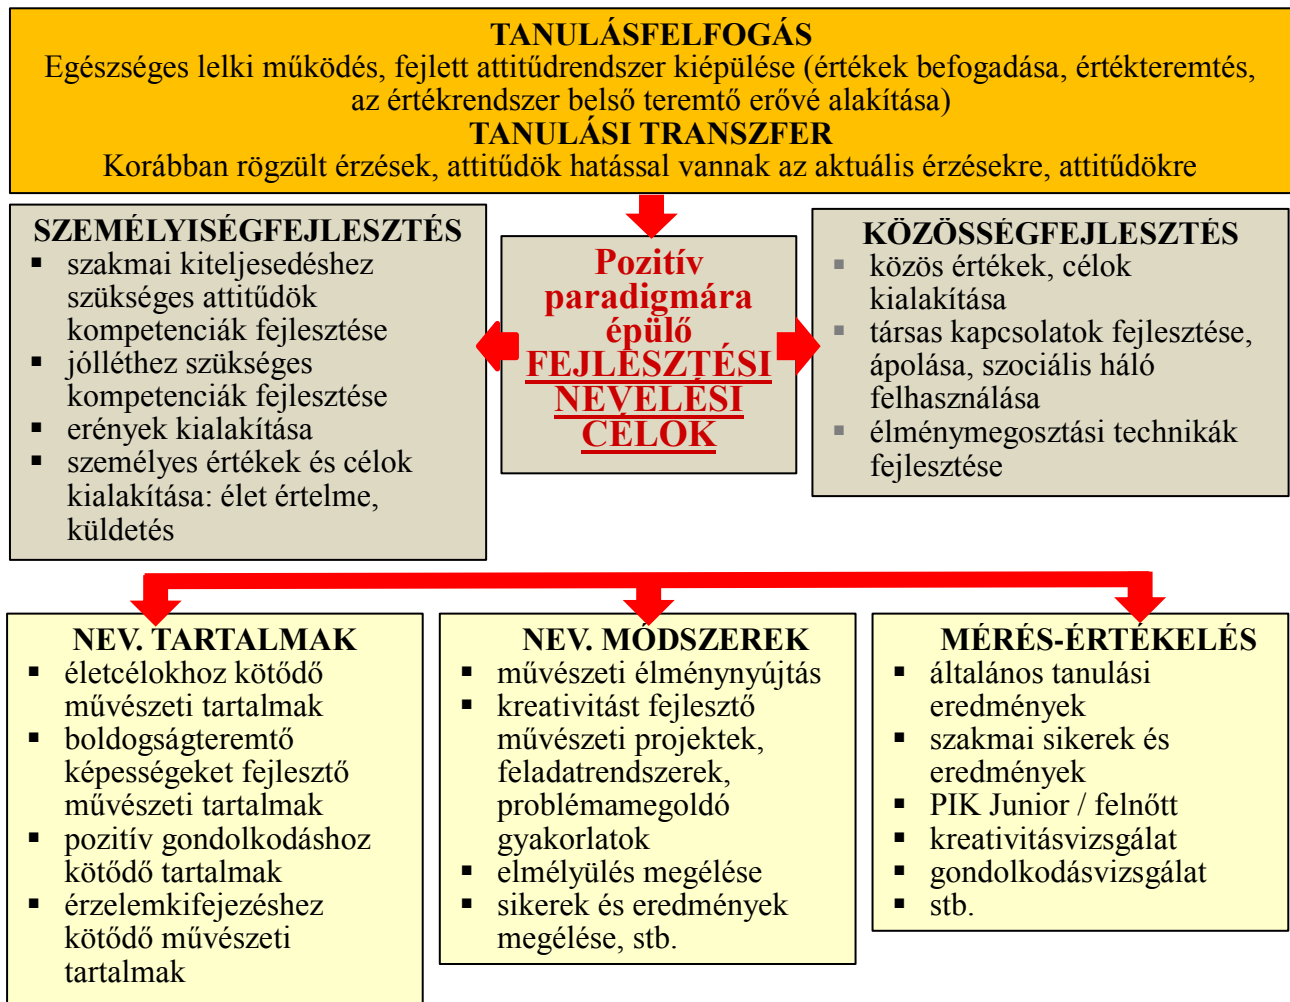 TANULÁSFELFOGÁS
Egészséges lelki működés, fejlett attitűdrendszer kiépülése (értékek befogadása, értékteremtés,
az értékrendszer belső teremtő erővé alakítása)
TANULÁSI TRANSZFER
Korábban rögzült érzések, attitűdök hatással vannak az aktuális érzésekre, attitűdökre
SZEMÉLYISÉGFEJLESZTÉS
▪ szakmai kiteljesedéshez
szükséges attitűdök
kompetenciák fejlesztése
▪ jólléthez szükséges
kompetenciák fejlesztése
▪ erények kialakítása
▪ személyes értékek és célok
kialakítása: élet értelme,
küldetés
Pozitív
paradigmára
épülő
FEJLESZTÉSI
NEVELÉSI
CÉLOK
KÖZÖSSÉGFEJLESZTÉS
▪ közös értékek, célok
kialakítása
▪ társas kapcsolatok fejlesztése,
ápolása, szociális háló
felhasználása
▪ élménymegosztási technikák
fejlesztése
NEV. TARTALMAK
▪ életcélokhoz kötődő
művészeti tartalmak
▪ boldogságteremtő
képességeket fejlesztő
művészeti tartalmak
▪ pozitív gondolkodáshoz
kötődő tartalmak
▪ érzelemkifejezéshez
kötődő művészeti
tartalmak
NEV. MÓDSZEREK
▪ művészeti élménynyújtás
▪ kreativitást fejlesztő
művészeti projektek,
feladatrendszerek,
problémamegoldó
gyakorlatok
▪ elmélyülés megélése
▪ sikerek és eredmények
megélése, stb.
MÉRÉS-ÉRTÉKELÉS
▪ általános tanulási
eredmények
▪ szakmai sikerek és
eredmények
▪ PIK Junior / felnőtt
▪ kreativitásvizsgálat
▪ gondolkodásvizsgálat
▪ stb.